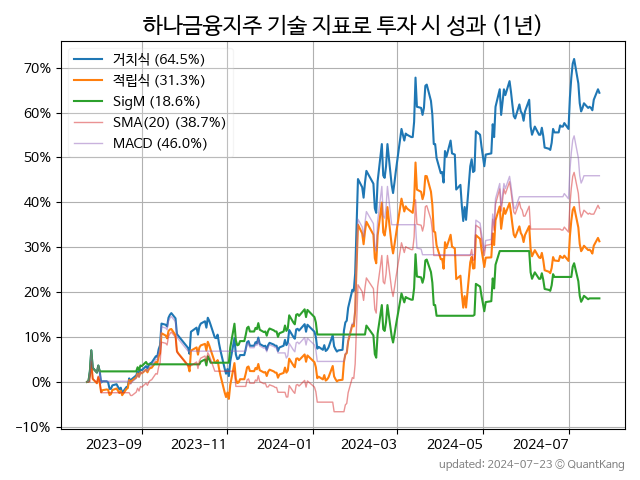 하나금융지주 기술 지표로 투자 시 성과 (1년)
거치식 (64.5%)
적립식 (31.3%)
SigM (18.6%)
SMA(20) (38.7%)
MACD (46.0%)
70%
60%
50%
40%
30%
20%
10%
0%
−10%
2023−09
2023−11
2024−01
2024−03
2024−05
2024−07
updated: 2024-07-23 © QuantKang